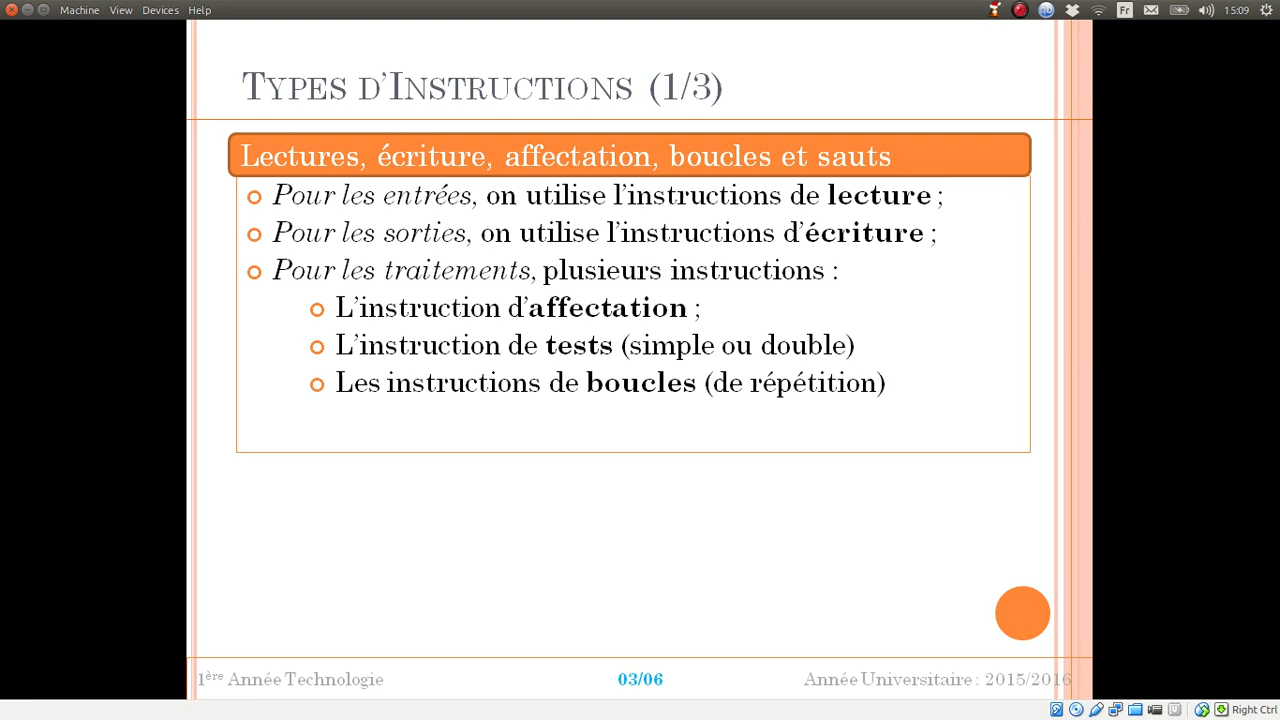 Machine View Devices Help
Fr
15:09
TYPES D'INSTRUCTIONS (1/3)
Lectures, écriture, affectation, boucles et sauts
Pour les entrées, on utilise l'instructions de lecture ;
Pour les sorties, on utilise l'instructions d'écriture ;
Pour les traitements, plusieurs instructions :
L'instruction d'affectation ;
L'instruction de tests (simple ou double)
Les instructions de boucles (de répétition)
1ère Année Technologie 03/06 Année Universitaire : 2015/2016
Right Ctrl